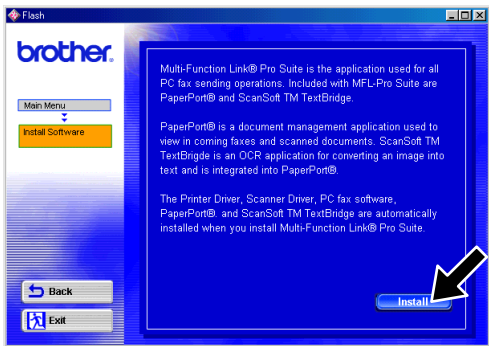 Flash
brother.
Main Menu
Install Software
Multi-Function Link® Pro Suite is the application used for all
PC fax sending operations. Included with MFL-Pro Suite are
PaperPort® and ScanSoft TM TextBridge.
PaperPort® is a document management application used to
view in coming faxes and scanned documents. ScanSoft TM
TextBrigde is an OCR application for converting an image into
text and is integrated into PaperPort®.
The Printer Driver, Scanner Driver, PC fax software,
PaperPort®. and ScanSoft TM TextBridge are automatically
installed when you install Multi-Function Link® Pro Suite.
Install
Back
Exit